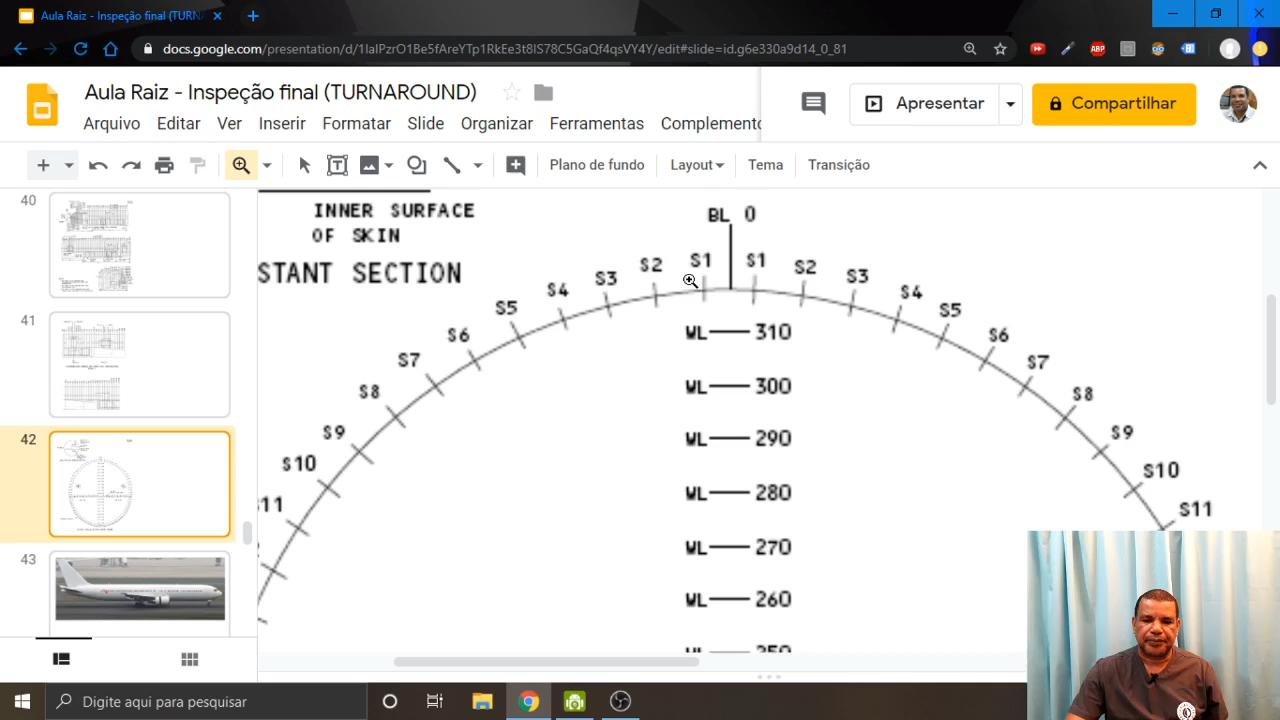 Aula Raiz - Inspeção final (TURN
docs.google.com/presentation/d/1IaIPzrO1Be5fAreYTp1RkEe3t8IS78C5GaQf4qsVY4Y/edit#slide=id.g6e330a9d14_0_81
ABP
Aula Raiz - Inspeção final (TURNAROUND)
Apresentar
Compartilhar
Arquivo Editar Ver Inserir Formatar Slide Organizar Ferramentas Complemento
Plano de fundo Layout Tema Transição
40
41
42
43
INNER SURFACE
OF SKIN
STANT SECTION
BL 0
S3 S2 S1 S1 S2 S3
S5 S4 S4 S5
S7 S6 S6 S7
S8 S8
S9 S9
S10 S10
S11 S11
WL 310
WL 300
WL 290
WL 280
WL 270
WL 260
WL 250
Digite aqui para pesquisar